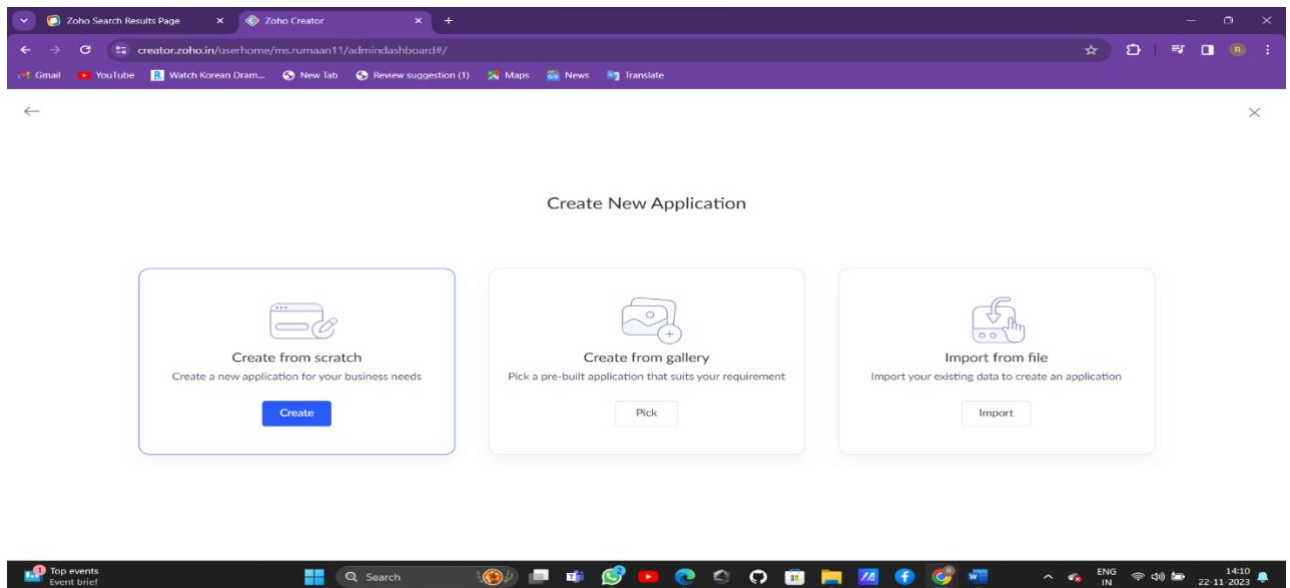 Zoho Search Results Page
Zoho Creator
creator.zoho.in/userhome/ms.rumaan11/admindashboard#/
R
Gmail
YouTube
Watch Korean Dram...
New Tab
Review suggestion (1)
Maps
News
Translate
Create New Application
Create from scratch
Create a new application for your business needs
Create
Create from gallery
Pick a pre-built application that suits your requirement
Pick
Import from file
Import your existing data to create an application
Import
1
Top events
Event brief
Search
2
ENG
IN
14:10
22-11-2023